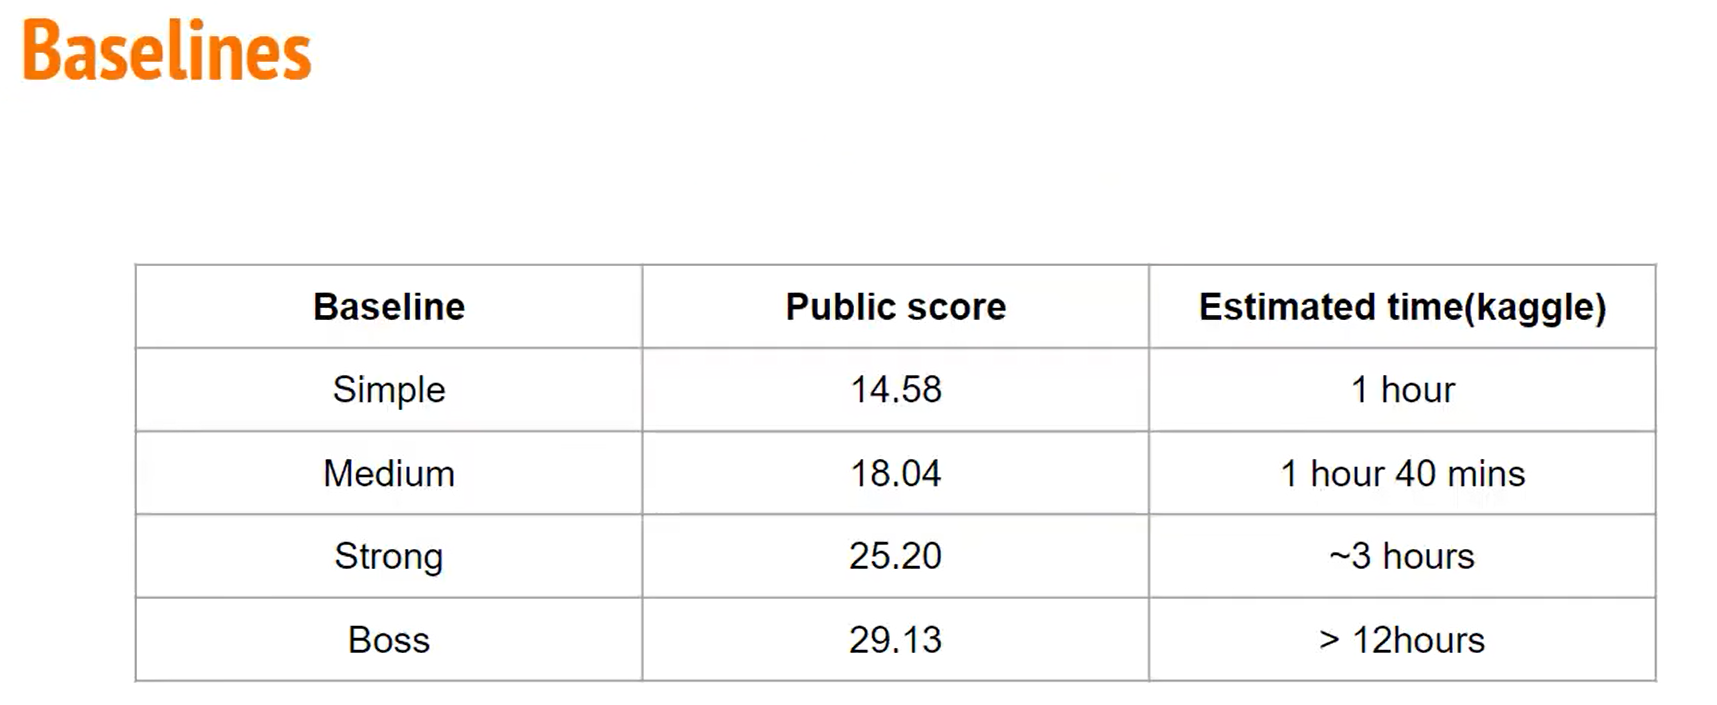 Baselines
Baseline Public score Estimated time(kaggle)
Simple 14.58 1 hour
Medium 18.04 1 hour 40 mins
Strong 25.20 ~3 hours
Boss 29.13 > 12hours